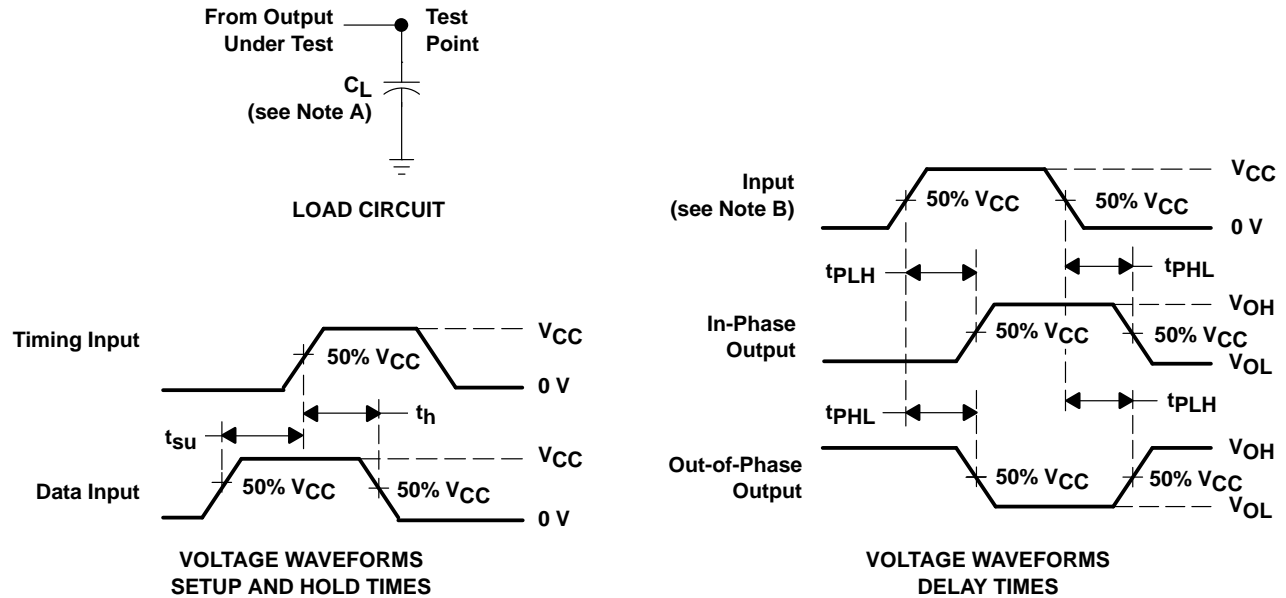 From Output
Under Test
Test
Point
CL
(see Note A)
LOAD CIRCUIT
Timing Input
50% VCC
VCC
0 V
th
tsu
Data Input
50% VCC
50% VCC
VCC
0 V
VOLTAGE WAVEFORMS
SETUP AND HOLD TIMES
Input
(see Note B)
50% VCC
50% VCC
VCC
0 V
tPLH
tPHL
In-Phase
Output
50% VCC
50% VCC
VOH
VOL
tPHL
tPLH
Out-of-Phase
Output
50% VCC
50% VCC
VOH
VOL
VOLTAGE WAVEFORMS
DELAY TIMES